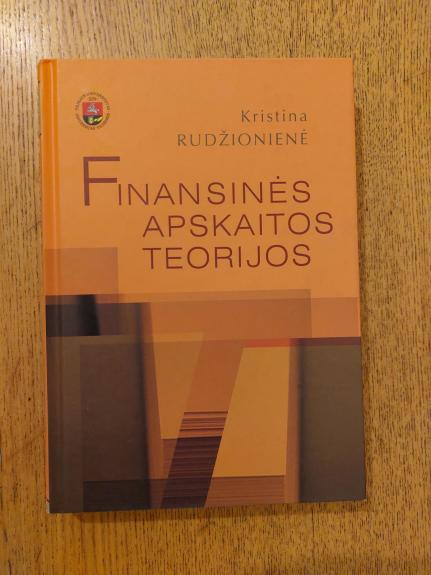 Kristina
RUDŽIONIENĖ
FINANSINĖS
APSKAITOS
TEORIJOS